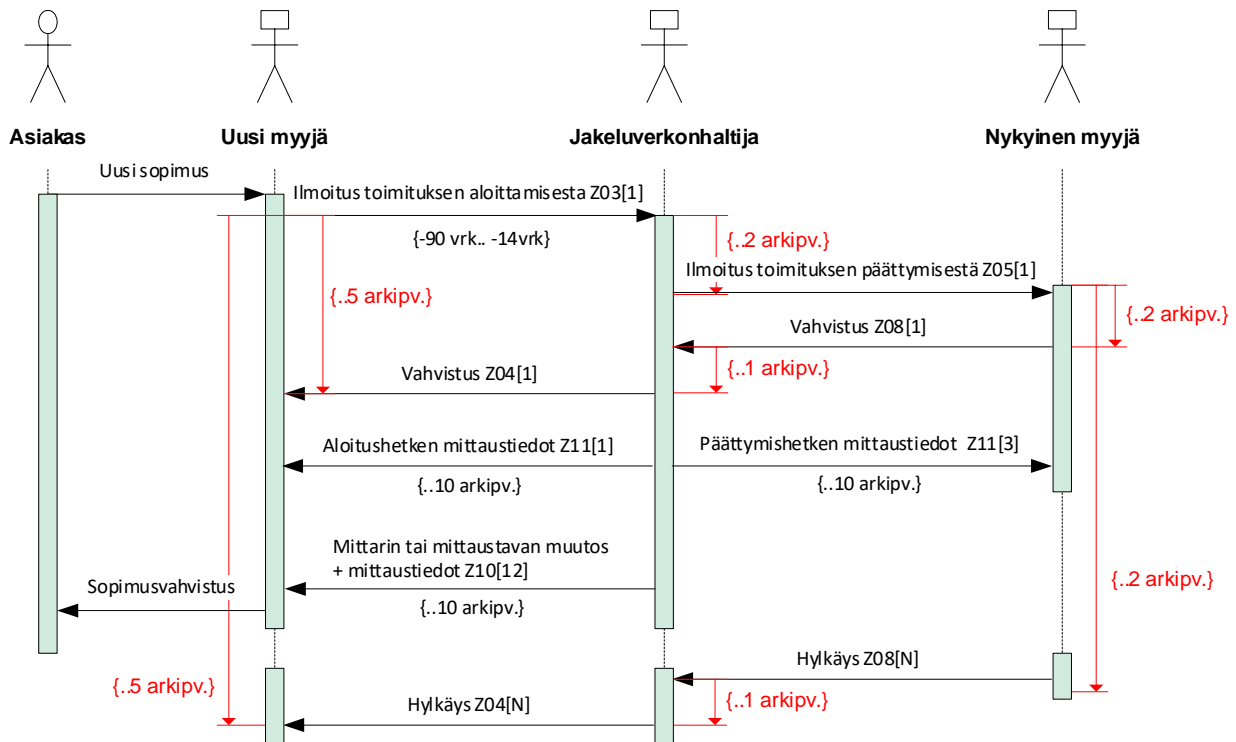 Asiakas
Uusi myyjä
Jakeluverkonhaltija
Nykyinen myyjä
Uusi sopimus
Ilmoitus toimituksen aloittamisesta Z03[1]
{-90 vrk.. -14vrk}
{..2 arkipv.}
Ilmoitus toimituksen päättymisestä Z05[1]
{..5 arkipv.}
{..2 arkipv.}
Vahvistus Z08[1]
{..1 arkipv.}
Vahvistus Z04[1]
Aloitushetken mittaustiedot Z11[1]
{..10 arkipv.}
Päättymishetken mittaustiedot Z11[3]
{..10 arkipv.}
Mittarin tai mittaustavan muutos
+ mittaustiedot Z10[12]
{..10 arkipv.}
Sopimusvahvistus
{..2 arkipv.}
Hylkäys Z08[N]
{..5 arkipv.}
{..1 arkipv.}
Hylkäys Z04[N]